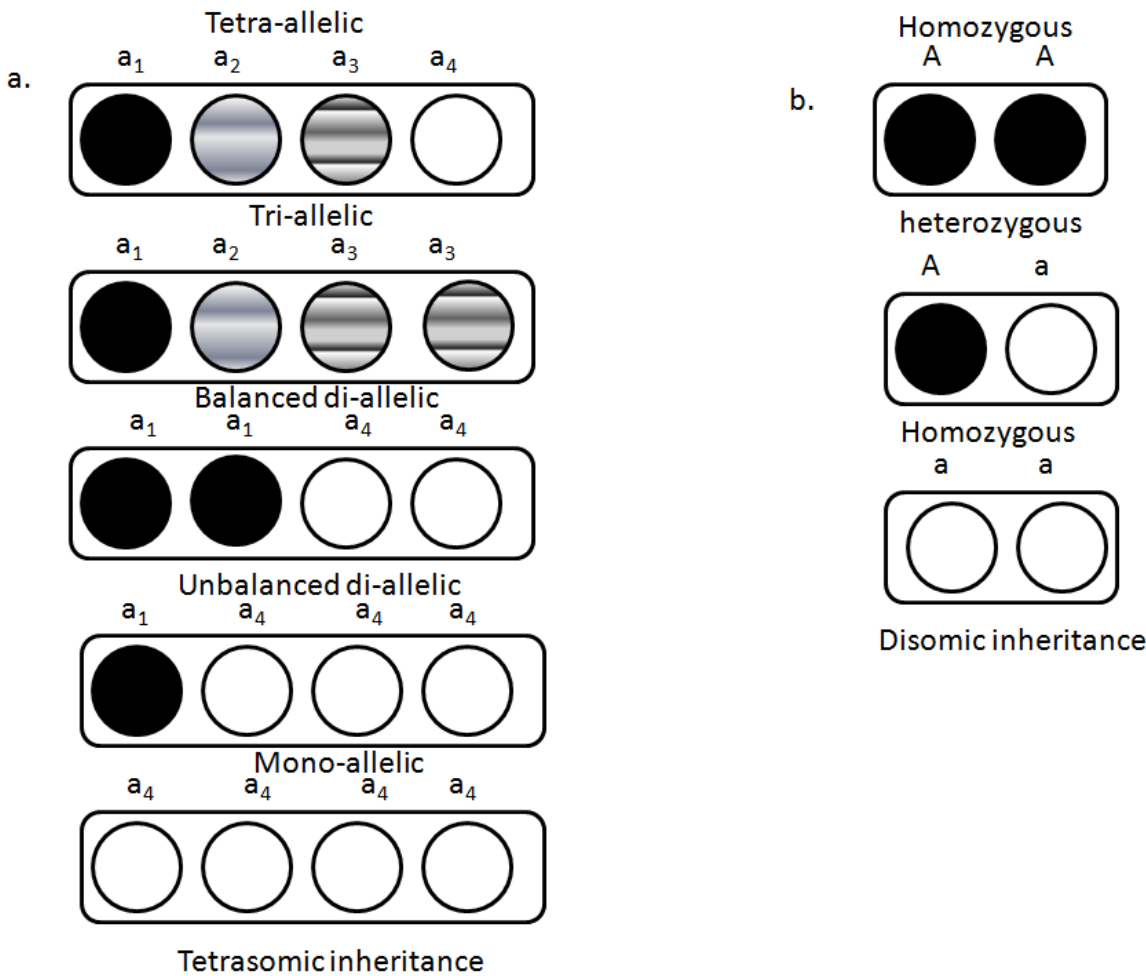 a.
Tetra-allelic
a₁ a₂ a₃ a₄
Tri-allelic
a₁ a₂ a₃ a₃
Balanced di-allelic
a₁ a₁ a₄ a₄
Unbalanced di-allelic
a₁ a₄ a₄ a₄
Mono-allelic
a₄ a₄ a₄ a₄
Tetrasomic inheritance
b.
Homozygous
A A
heterozygous
A a
Homozygous
a a
Disomic inheritance